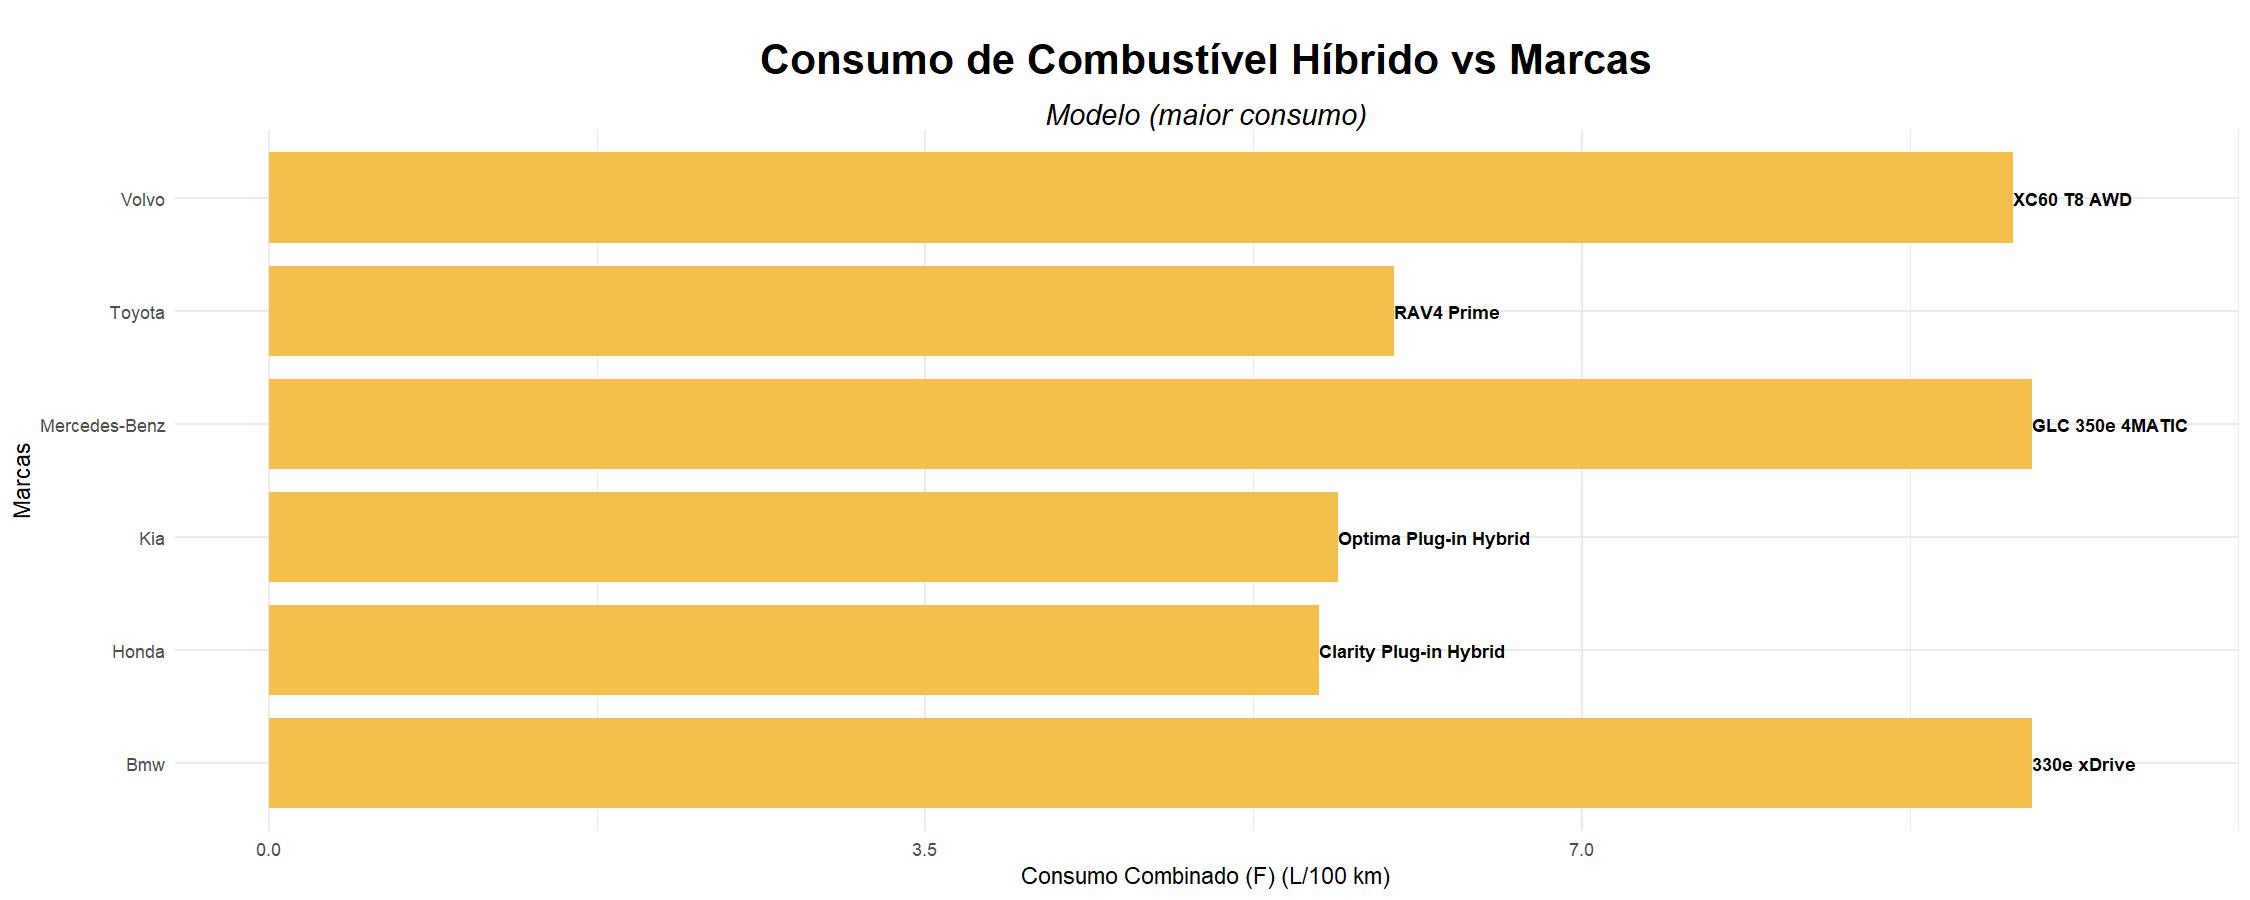 Consumo de Combustível Híbrido vs Marcas
Modelo (maior consumo)
Marcas
Volvo
XC60 T8 AWD
Toyota
RAV4 Prime
Mercedes-Benz
GLC 350e 4MATIC
Kia
Optima Plug-in Hybrid
Honda
Clarity Plug-in Hybrid
Bmw
330e xDrive
0.0 3.5 7.0
Consumo Combinado (F) (L/100 km)